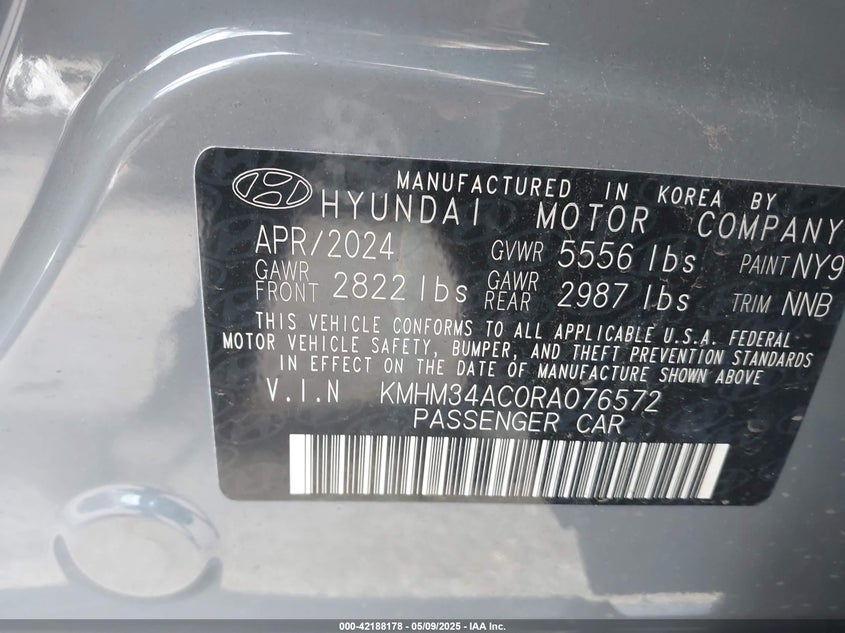 MANUFACTURED IN KOREA BY
HYUNDAI MOTOR COMPANY
APR/2024 GVWR 5556 lbs PAINT NY9
GAWR FRONT 2822 lbs GAWR REAR 2987 lbs TRIM NNB
THIS VEHICLE CONFORMS TO ALL APPLICABLE U.S.A. FEDERAL
MOTOR VEHICLE SAFETY, BUMPER, AND THEFT PREVENTION STANDARDS
IN EFFECT ON THE DATE OF MANUFACTURE SHOWN ABOVE
V.I.N KMHM34AC0RA076572
PASSENGER CAR
000-42188178 - 05/09/2025 - IAA Inc.